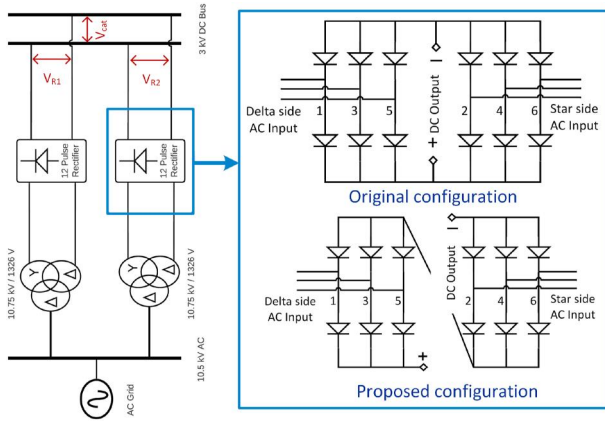 3 kV DC Bus
Vcat
VR1
VR2
12 Pulse
Rectifier
12 Pulse
Rectifier
10.75 kV / 1326 V
10.75 kV / 1326 V
Y
Δ
Δ
Y
Δ
Δ
10.5 kV AC
AC Grid
Delta side
AC Input
1
3
5
+ DC Output –
2
4
6
Star side
AC Input
Original configuration
Delta side
AC Input
1
3
5
+
DC Output
–
2
4
6
Star side
AC Input
Proposed configuration